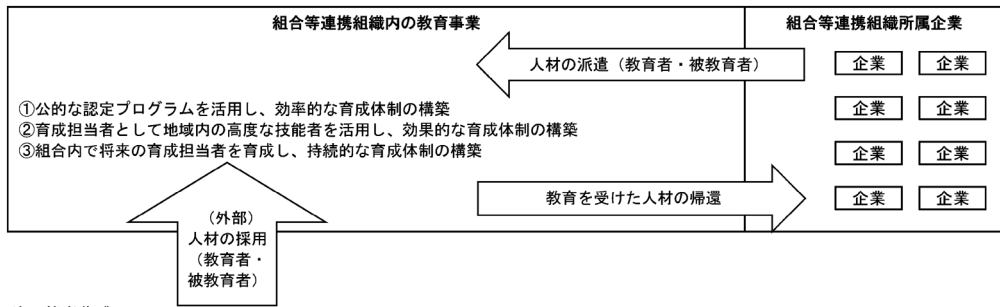 組合等連携組織内の教育事業
組合等連携組織所属企業
人材の派遣（教育者・被教育者）
企業 企業
①公的な認定プログラムを活用し、効率的な育成体制の構築
企業 企業
②育成担当者として地域内の高度な技能者を活用し、効果的な育成体制の構築
③組合内で将来の育成担当者を育成し、持続的な育成体制の構築
企業 企業
教育を受けた人材の帰還
企業 企業
（外部）
人材の採用
（教育者・
被教育者）